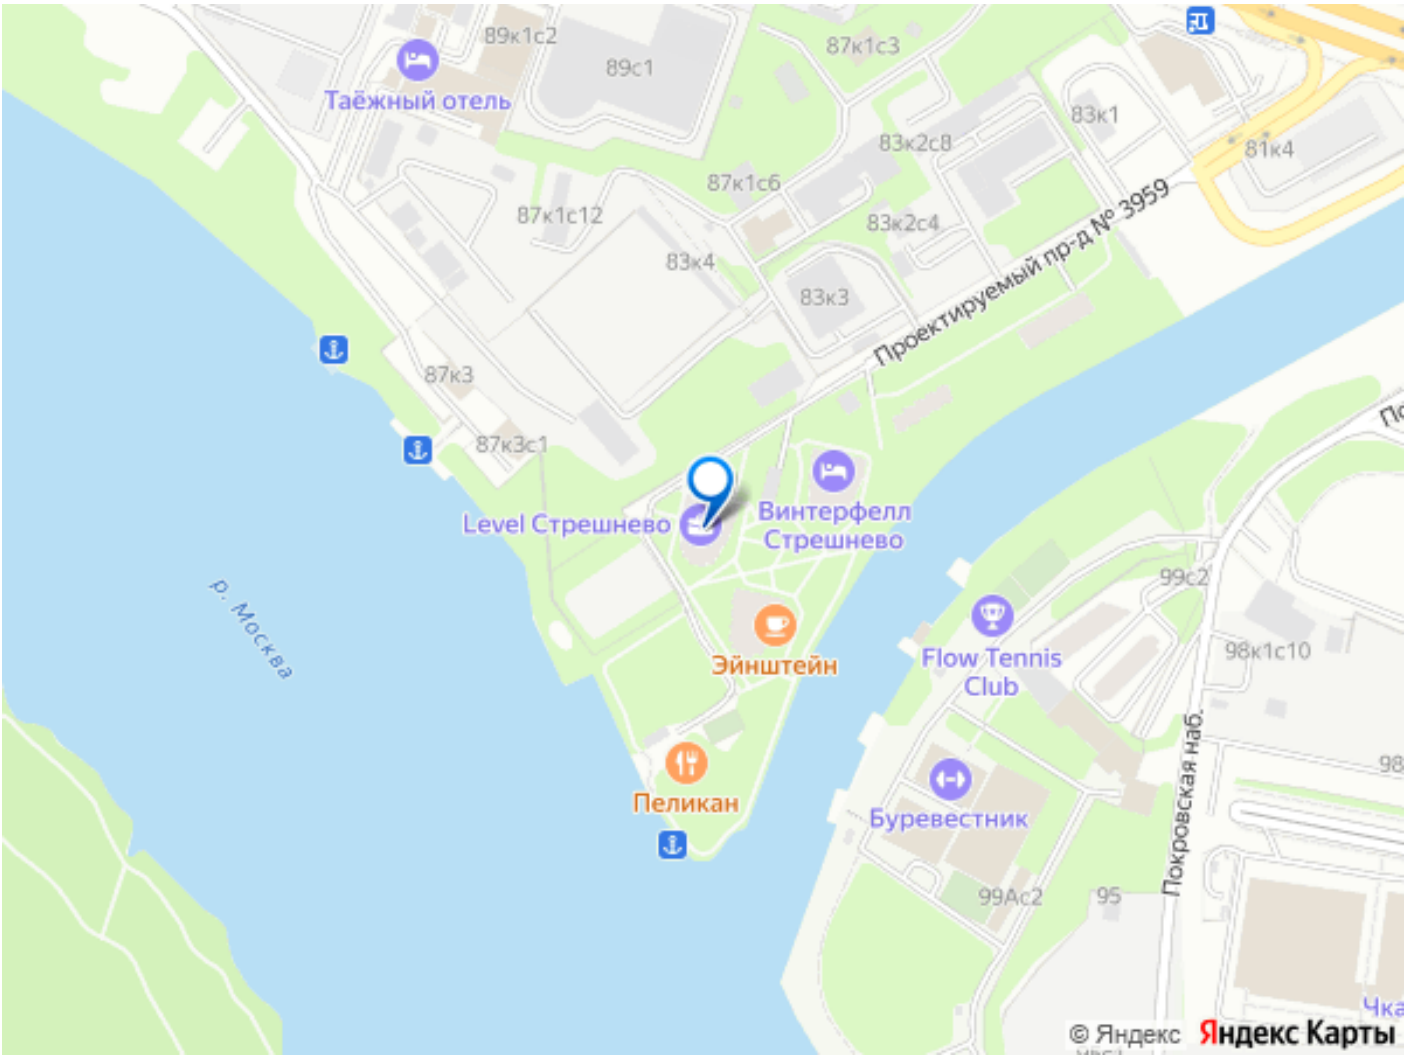 89к1с2
87к1с3
89с1
Таёжный отель
83к1
83к2с8
81к4
87к1с6
87к1с12
83к2с4
Проектируемый пр-д № 3959
83к4
83к3
87к3
87к3с1
Level Стрешнево
Винтерфелл
Стрешнево
р. Москва
99с2
Эйнштейн
Flow Tennis
Club
98к1с10
Пеликан
Буревестник
Покровская наб.
98
99Ас2
95
Чка
© Яндекс Яндекс Карты